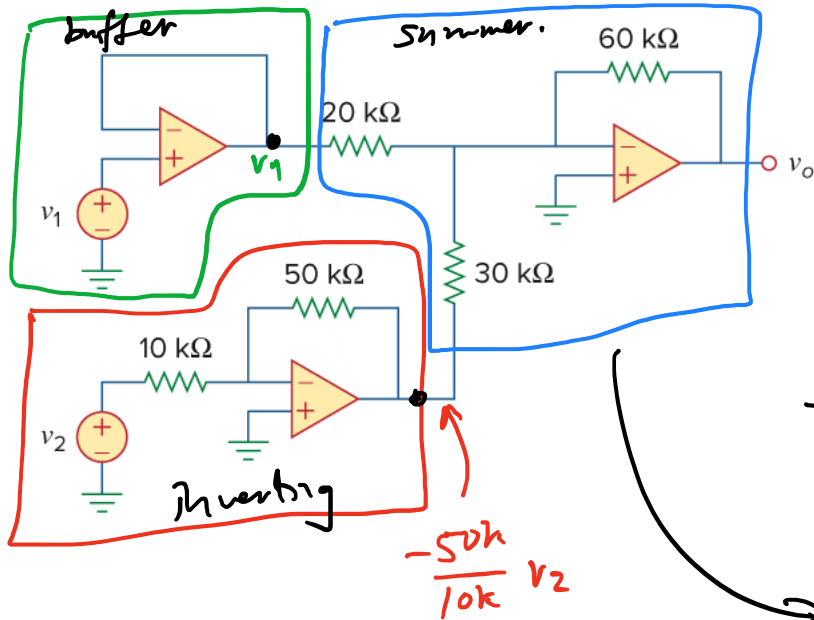 buffer
summer.
60 kΩ
20 kΩ
−
+
v1
−
+
vo
v1
+
−
50 kΩ
30 kΩ
10 kΩ
−
+
v2
+
−
inverting
-50k
10k
v2